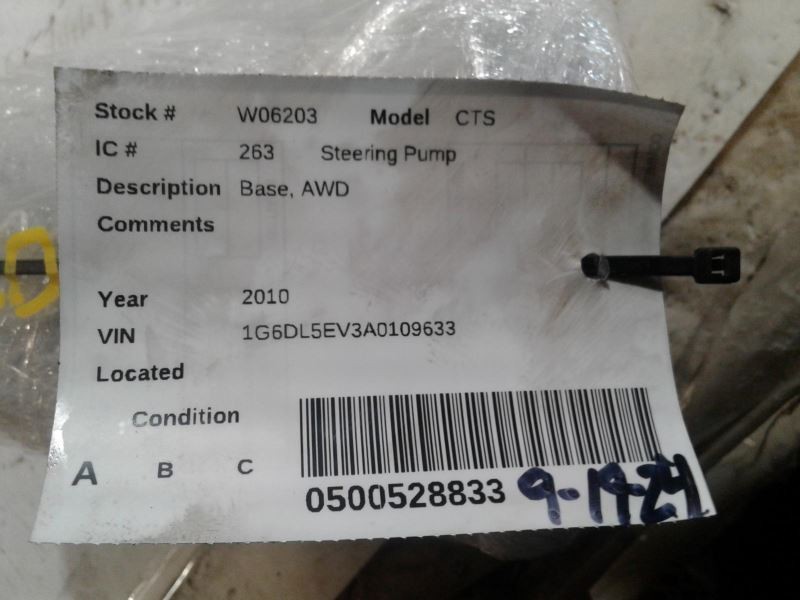 Stock # W06203 Model CTS
IC # 263 Steering Pump
Description Base, AWD
Comments
Year 2010
VIN 1G6DL5EV3A0109633
Located
Condition
A B C
0500528833 9-19-24